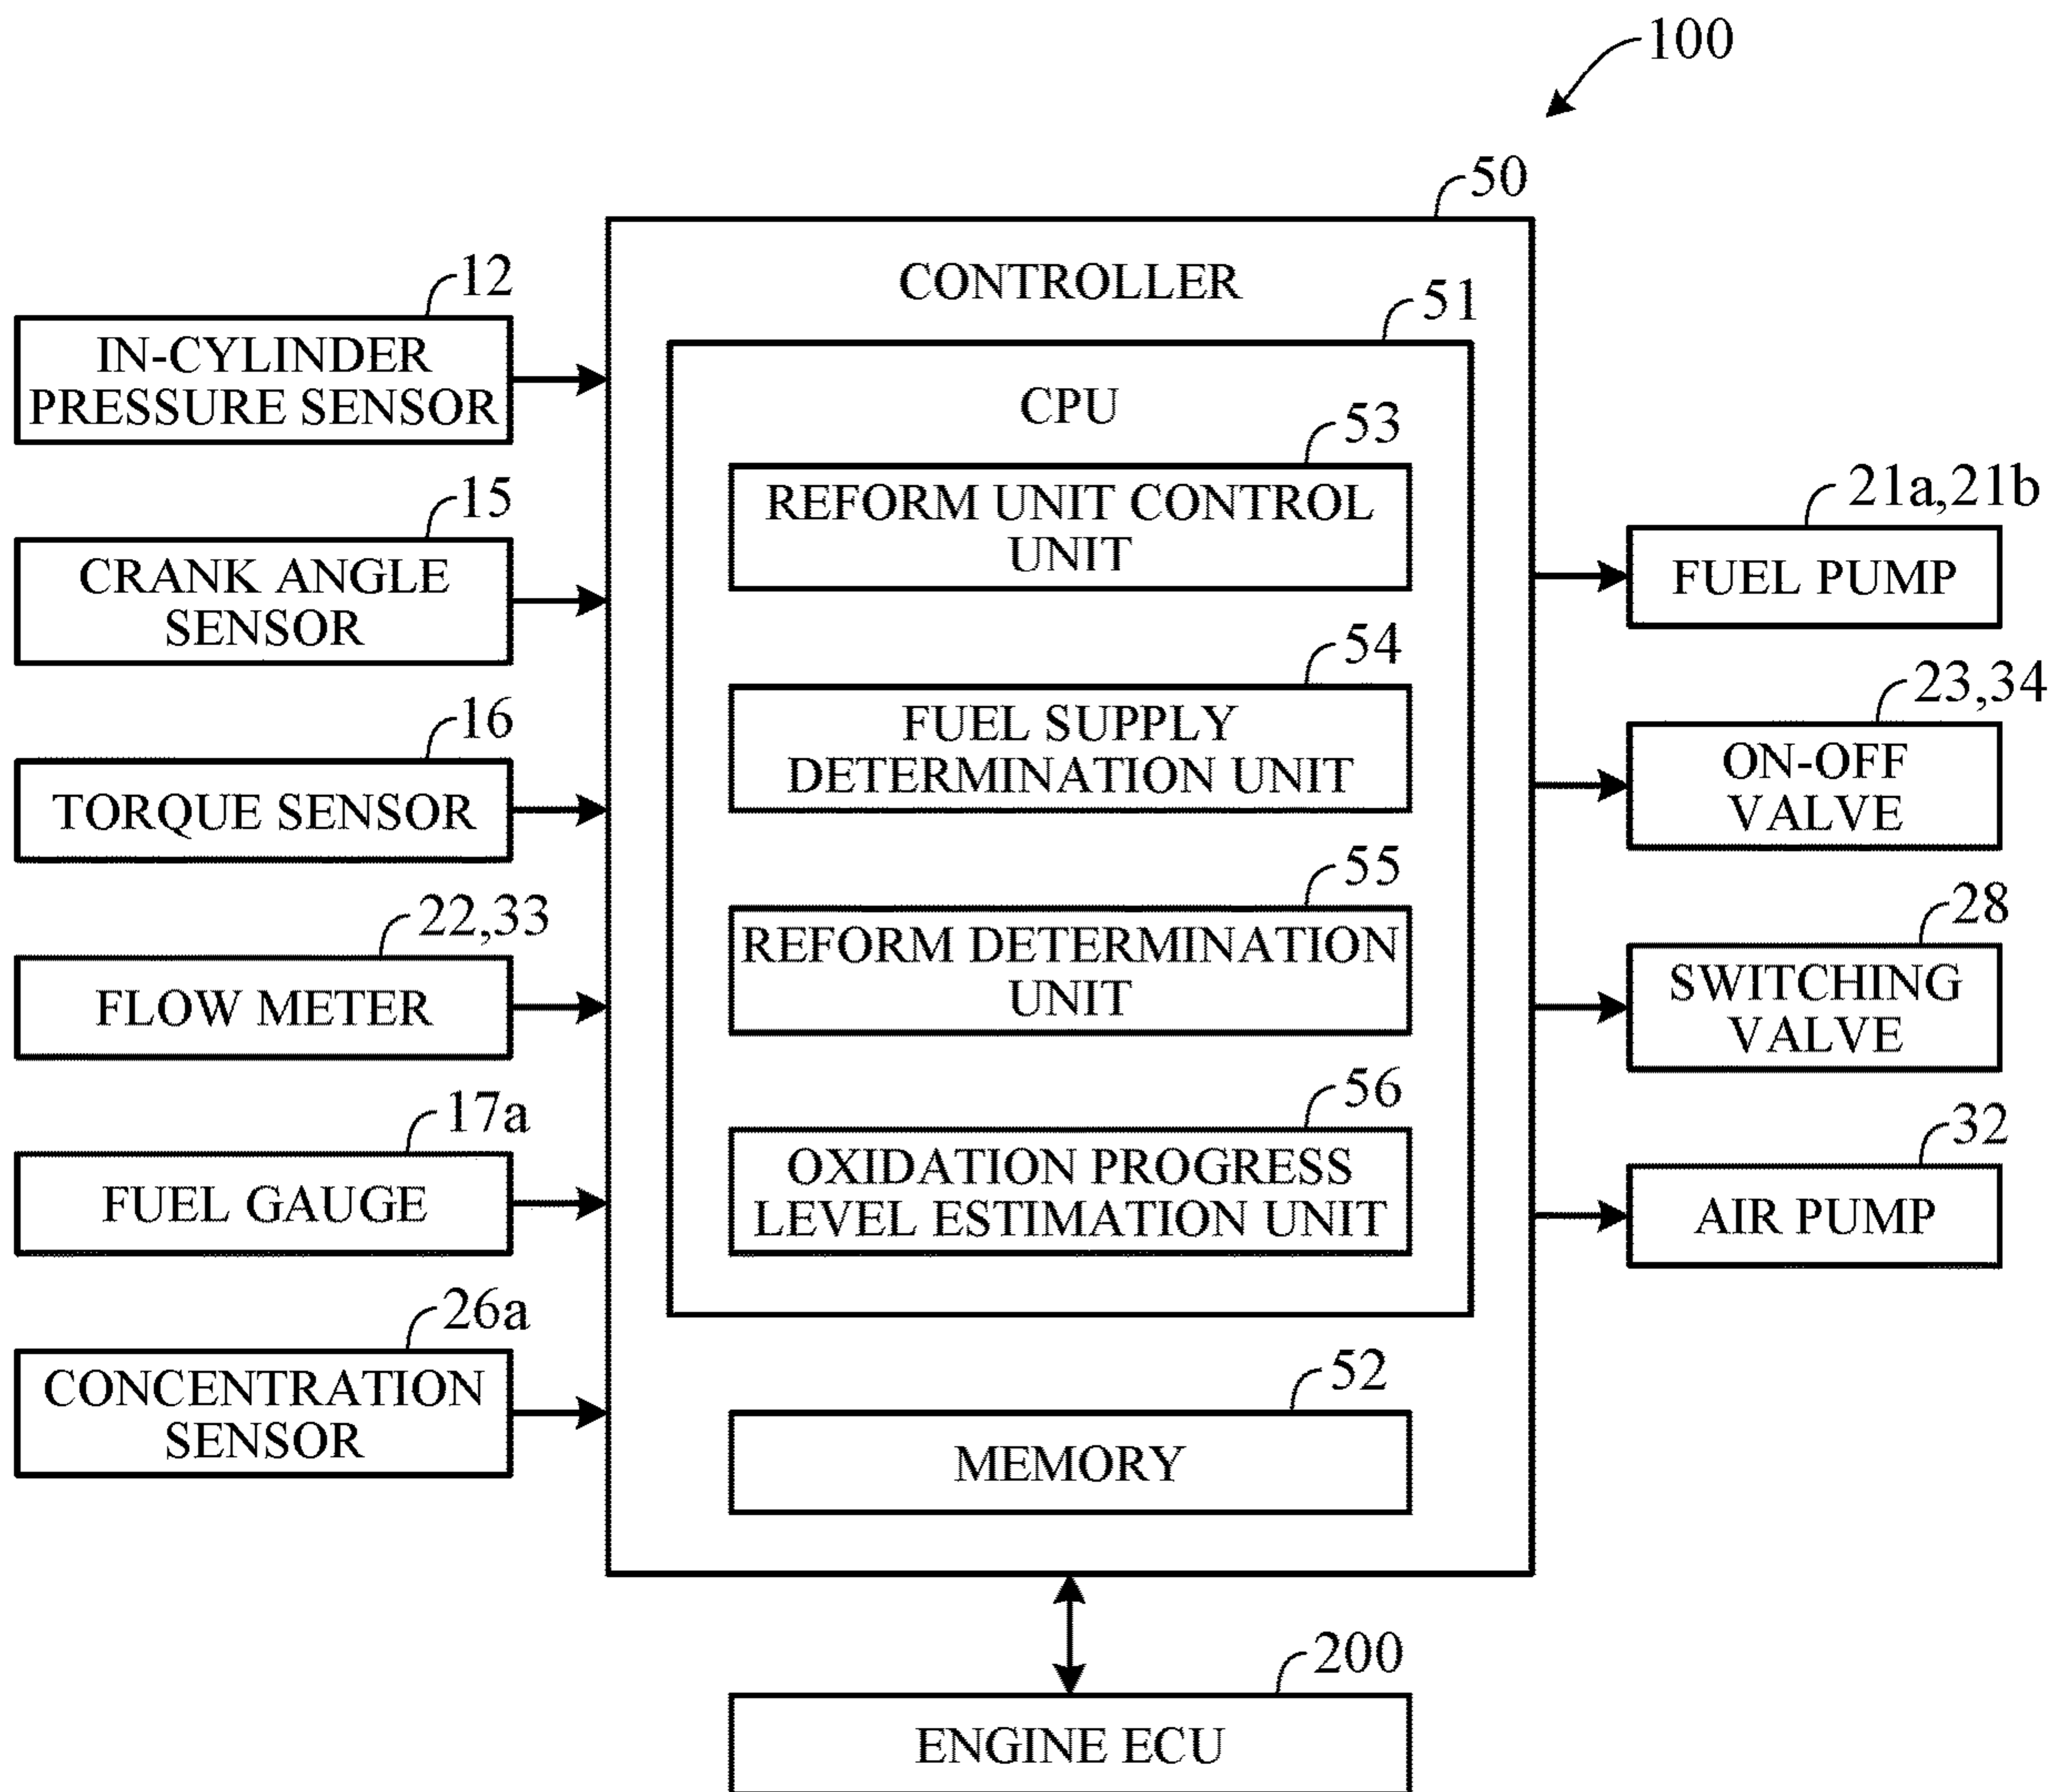 100
50
CONTROLLER
12
IN-CYLINDER
PRESSURE SENSOR
15
CRANK ANGLE
SENSOR
16
TORQUE SENSOR
22,33
FLOW METER
17a
FUEL GAUGE
26a
CONCENTRATION
SENSOR
51
CPU
53
REFORM UNIT CONTROL
UNIT
54
FUEL SUPPLY
DETERMINATION UNIT
55
REFORM DETERMINATION
UNIT
56
OXIDATION PROGRESS
LEVEL ESTIMATION UNIT
52
MEMORY
21a,21b
FUEL PUMP
23,34
ON-OFF
VALVE
28
SWITCHING
VALVE
32
AIR PUMP
200
ENGINE ECU